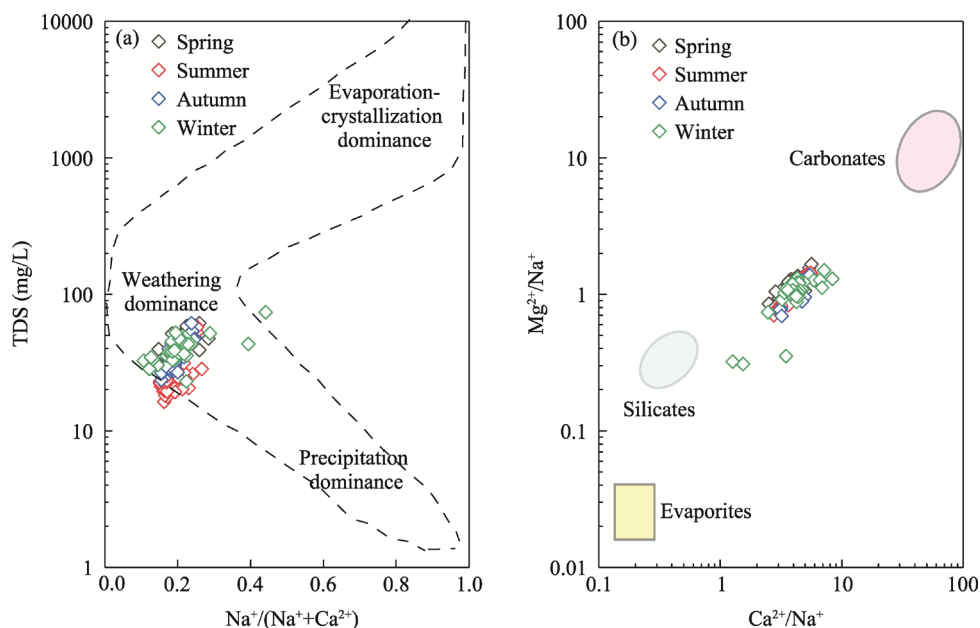 (a)
Spring
Summer
Autumn
Winter
Evaporation-
crystallization
dominance
Weathering
dominance
Precipitation
dominance
10000
1000
100
10
1
TDS (mg/L)
0.0 0.2 0.4 0.6 0.8 1.0
Na⁺/(Na⁺+Ca²⁺)
(b)
Spring
Summer
Autumn
Winter
Carbonates
Silicates
Evaporites
100
10
1
0.1
0.01
Mg²⁺/Na⁺
0.1 1 10 100
Ca²⁺/Na⁺